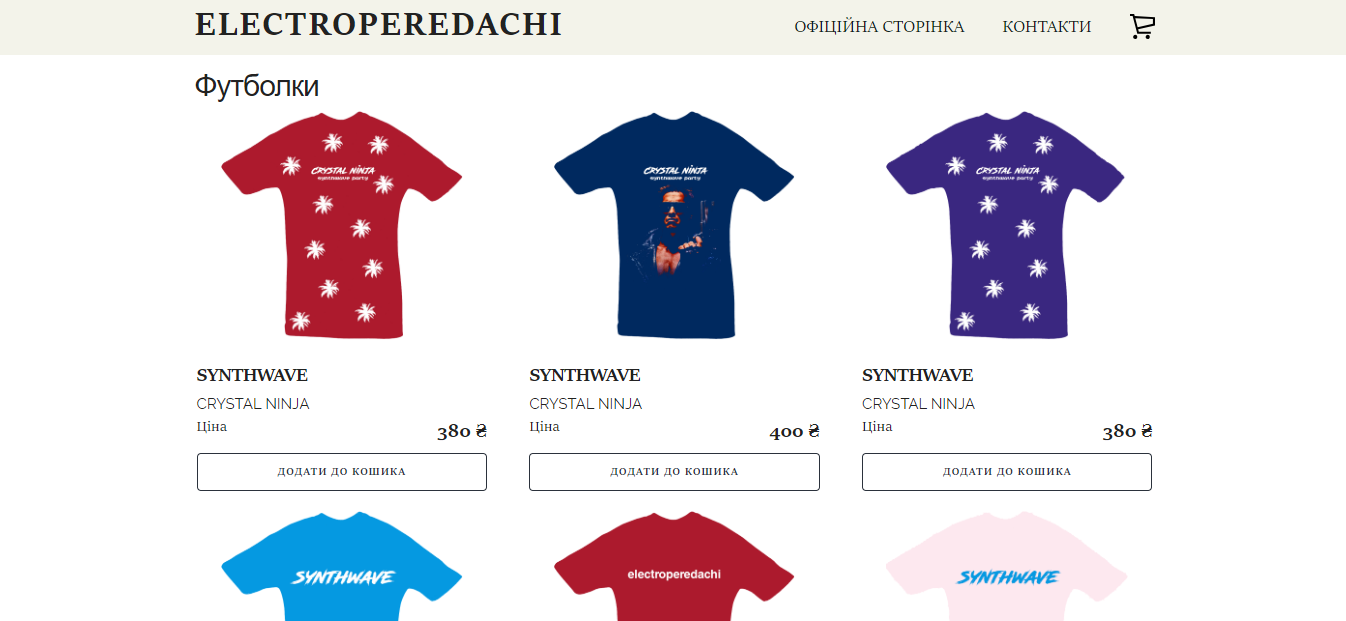 ELECTROPEREDACHI
ОФІЦІЙНА СТОРІНКА КОНТАКТИ
Футболки
CRYSTAL NINJA
synthwave party
CRYSTAL NINJA
synthwave party
CRYSTAL NINJA
synthwave party
SYNTHWAVE
CRYSTAL NINJA
Ціна 380 ₴
ДОДАТИ ДО КОШИКА
SYNTHWAVE
CRYSTAL NINJA
Ціна 400 ₴
ДОДАТИ ДО КОШИКА
SYNTHWAVE
CRYSTAL NINJA
Ціна 380 ₴
ДОДАТИ ДО КОШИКА
SYNTHWAVE
electroperedachi
SYNTHWAVE